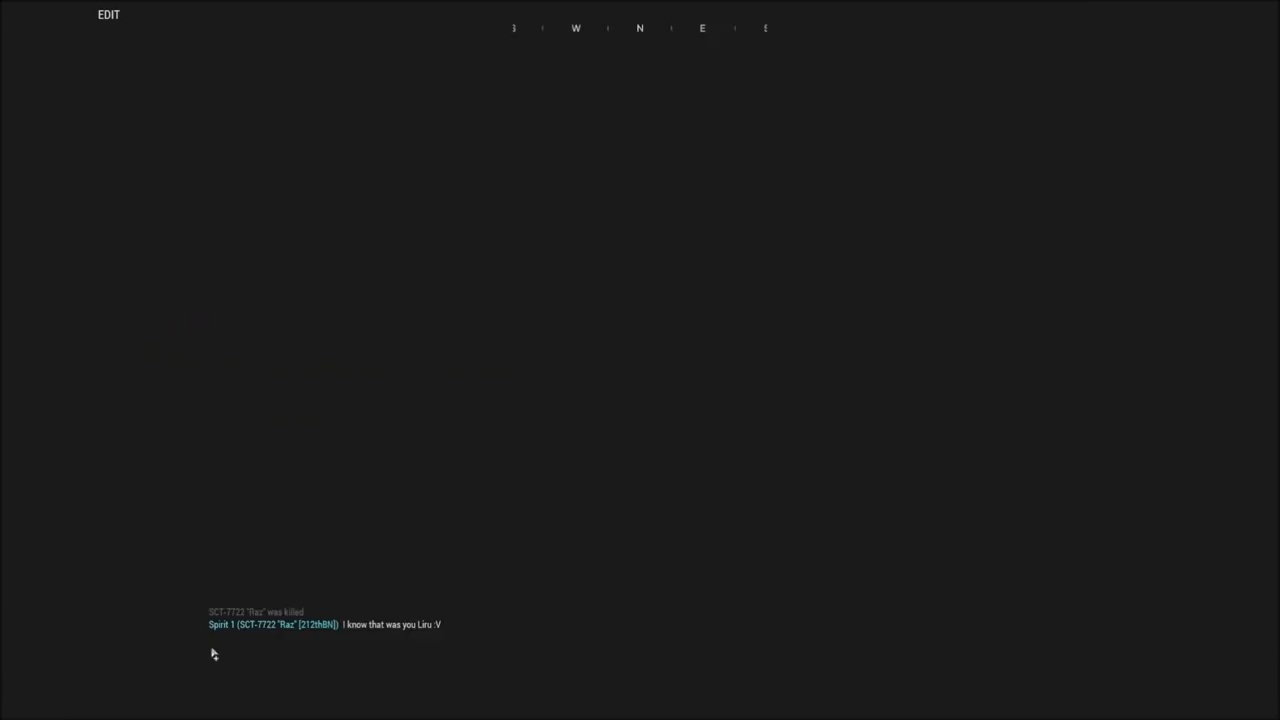 EDIT
W N E
SCT-7722 "Raz" was killed
Spirit 1 (SCT-7722 "Raz" [212thBN]) I know that was you Liru :V